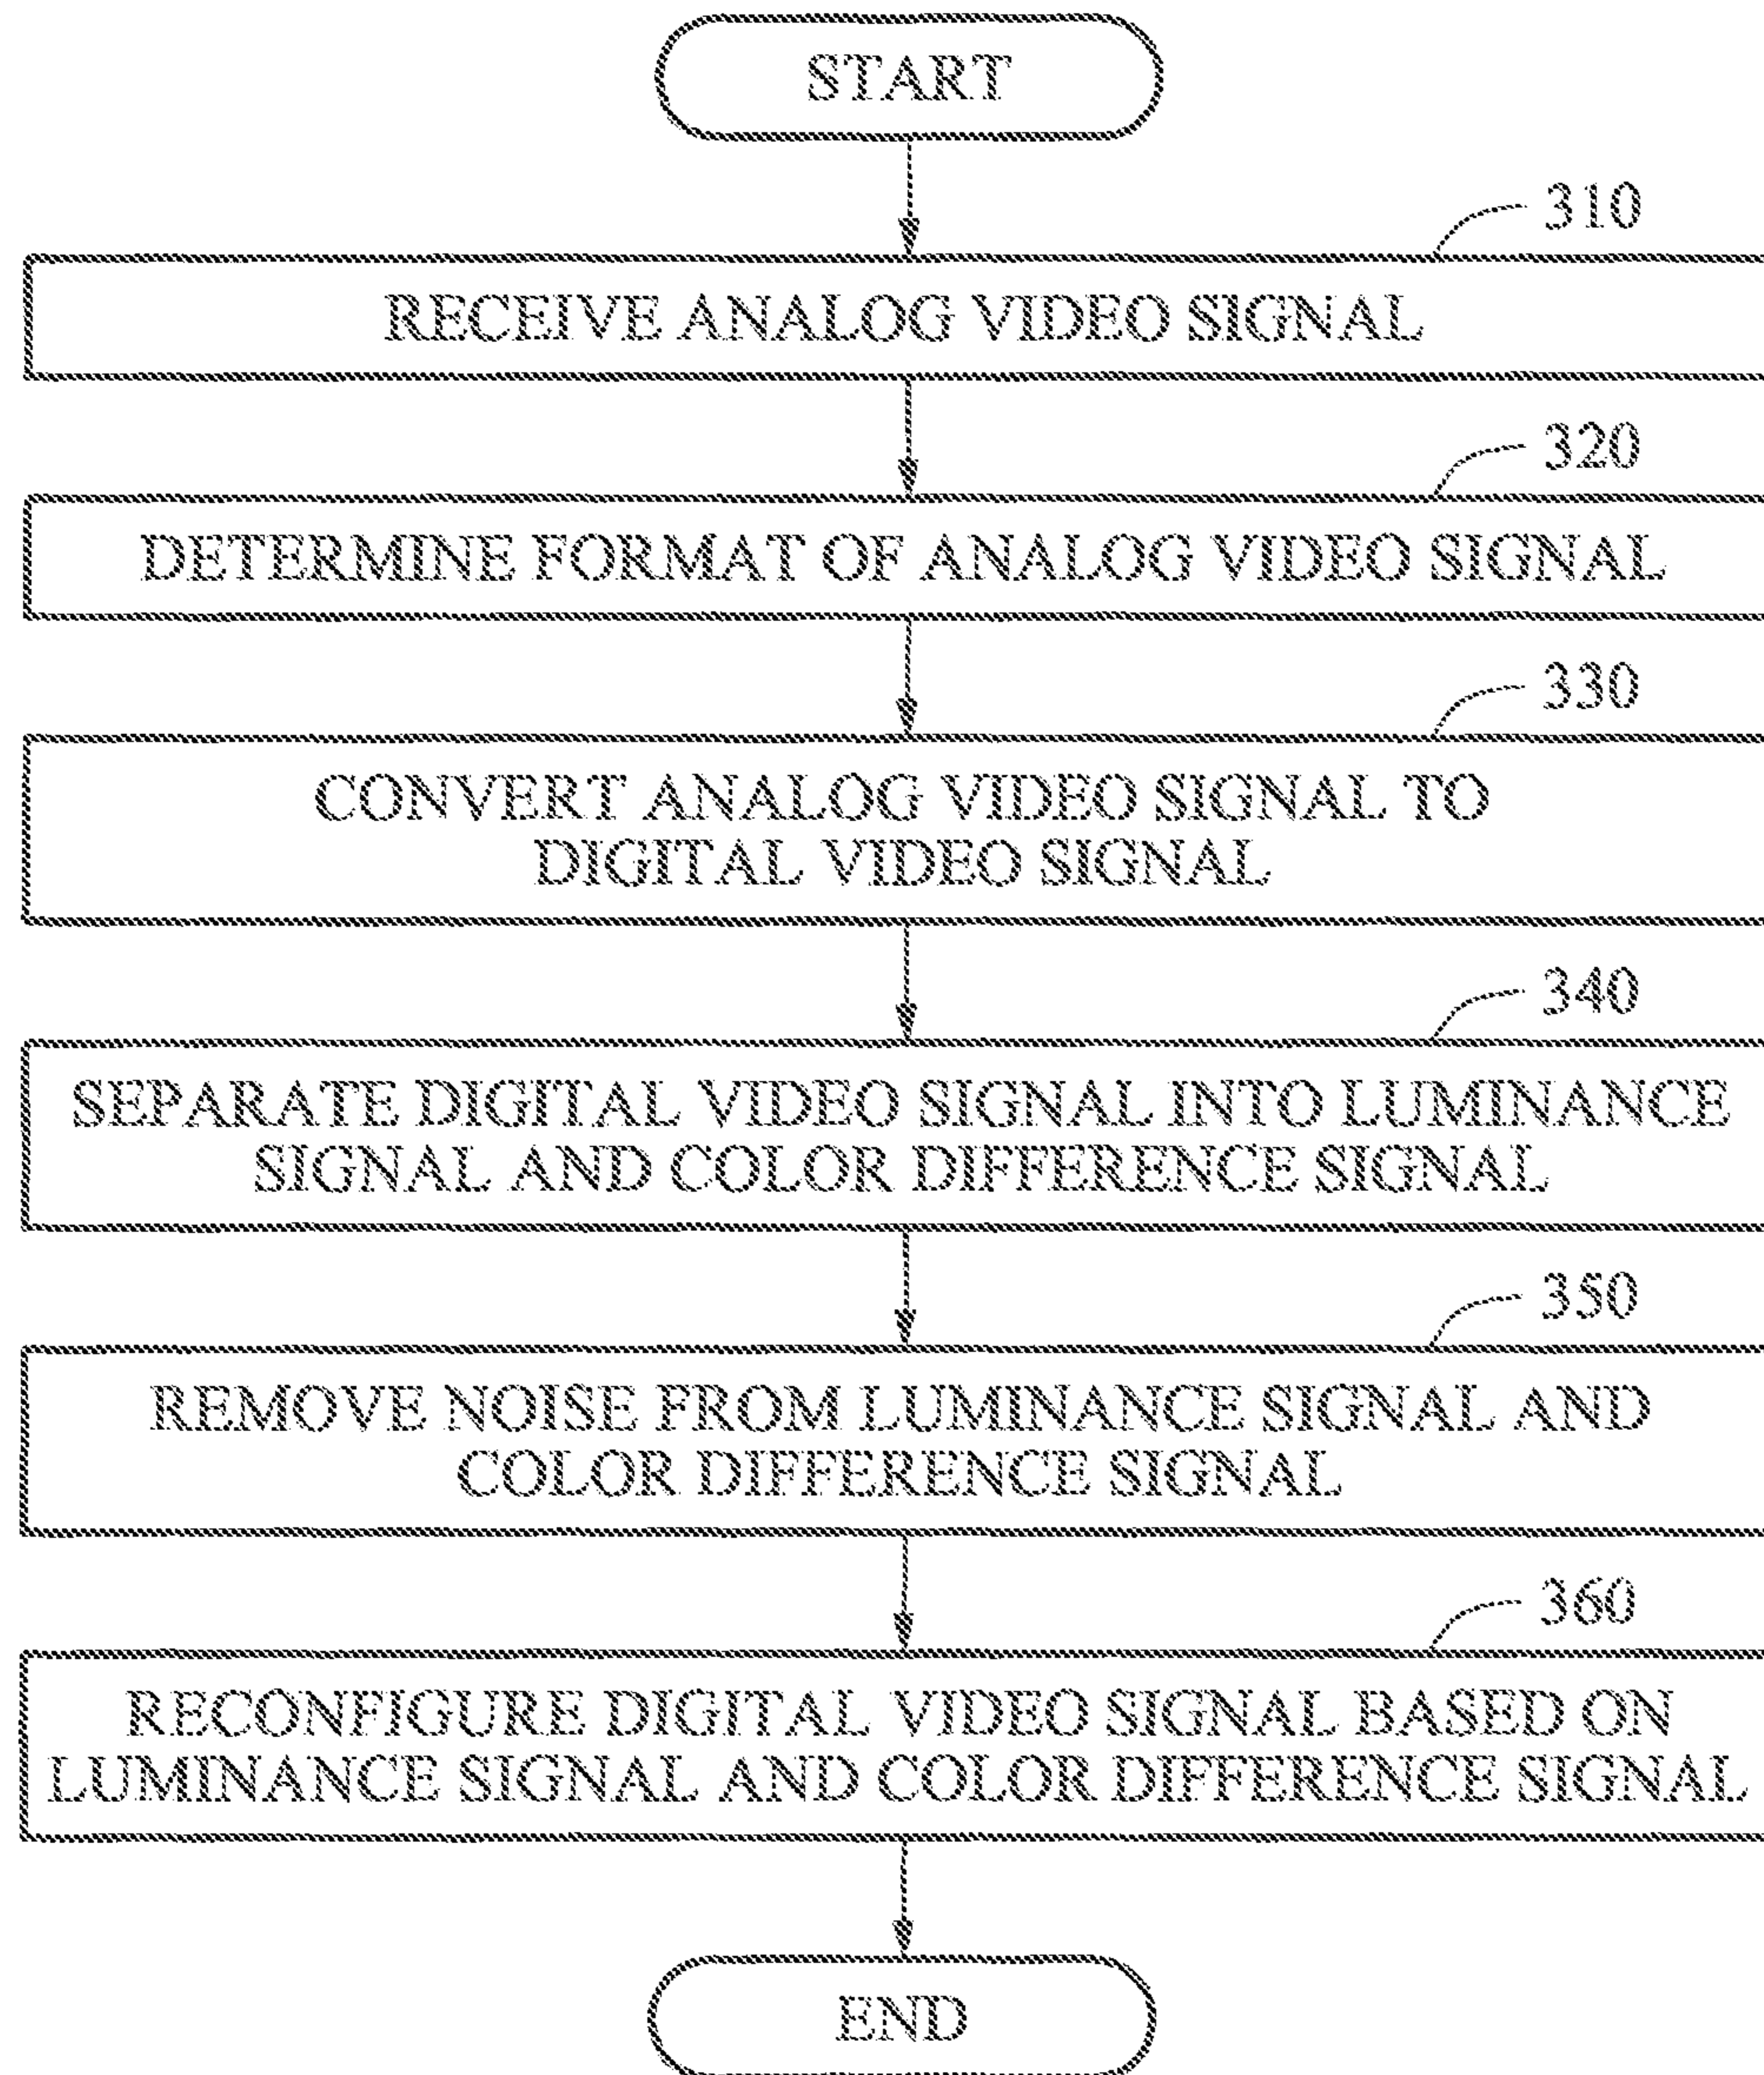 START
310
RECEIVE ANALOG VIDEO SIGNAL
320
DETERMINE FORMAT OF ANALOG VIDEO SIGNAL
330
CONVERT ANALOG VIDEO SIGNAL TO
DIGITAL VIDEO SIGNAL
340
SEPARATE DIGITAL VIDEO SIGNAL INTO LUMINANCE
SIGNAL AND COLOR DIFFERENCE SIGNAL
350
REMOVE NOISE FROM LUMINANCE SIGNAL AND
COLOR DIFFERENCE SIGNAL
360
RECONFIGURE DIGITAL VIDEO SIGNAL BASED ON
LUMINANCE SIGNAL AND COLOR DIFFERENCE SIGNAL
END